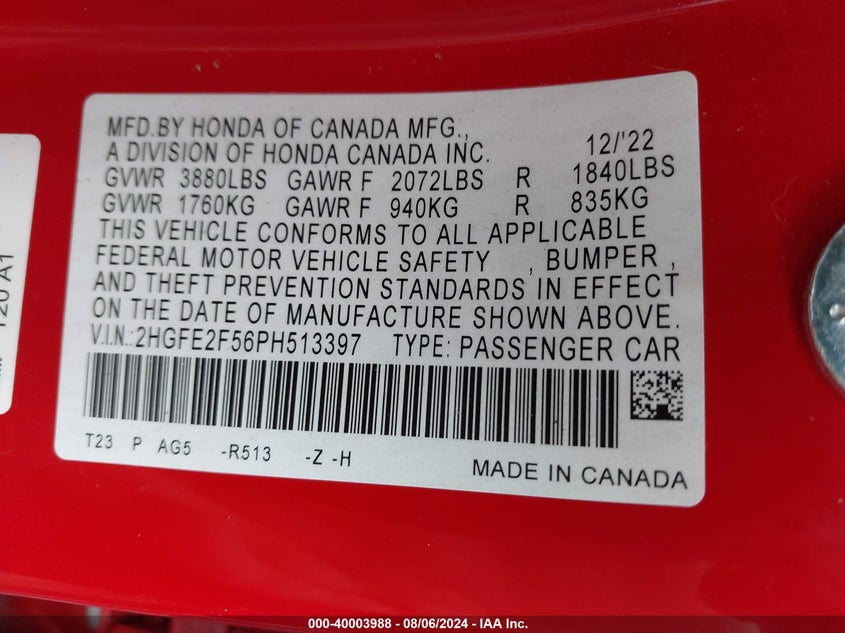 MFD.BY HONDA OF CANADA MFG.,
A DIVISION OF HONDA CANADA INC. 12/'22
GVWR 3880LBS GAWR F 2072LBS R 1840LBS
GVWR 1760KG GAWR F 940KG R 835KG
THIS VEHICLE CONFORMS TO ALL APPLICABLE
FEDERAL MOTOR VEHICLE SAFETY , BUMPER ,
AND THEFT PREVENTION STANDARDS IN EFFECT
ON THE DATE OF MANUFACTURE SHOWN ABOVE.
V.I.N.:2HGFE2F56PH513397 TYPE: PASSENGER CAR
T23 P AG5 -R513 -Z -H
MADE IN CANADA
120 A1
000-40003988 - 08/06/2024 - IAA Inc.